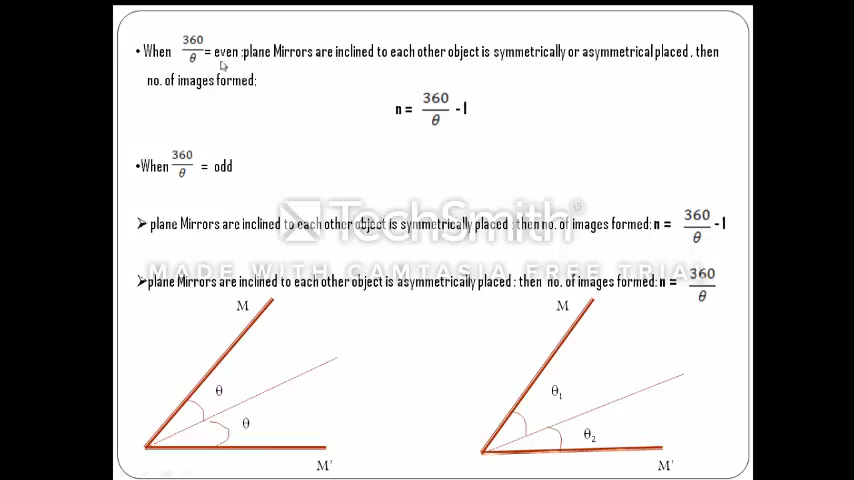 • When 360/θ = even ;plane Mirrors are inclined to each other object is symmetrically or asymmetrical placed , then
no. of images formed:
n = 360/θ - 1
•When 360/θ = odd
TechSmith®
➢ plane Mirrors are inclined to each other object is symmetrically placed ; then no. of images formed: n = 360/θ - 1
MADE WITH CAMTASIA FREE TRIAL
➢plane Mirrors are inclined to each other object is asymmetrically placed ; then no. of images formed: n = 360/θ
M M
θ θ₁
θ θ₂
M' M'